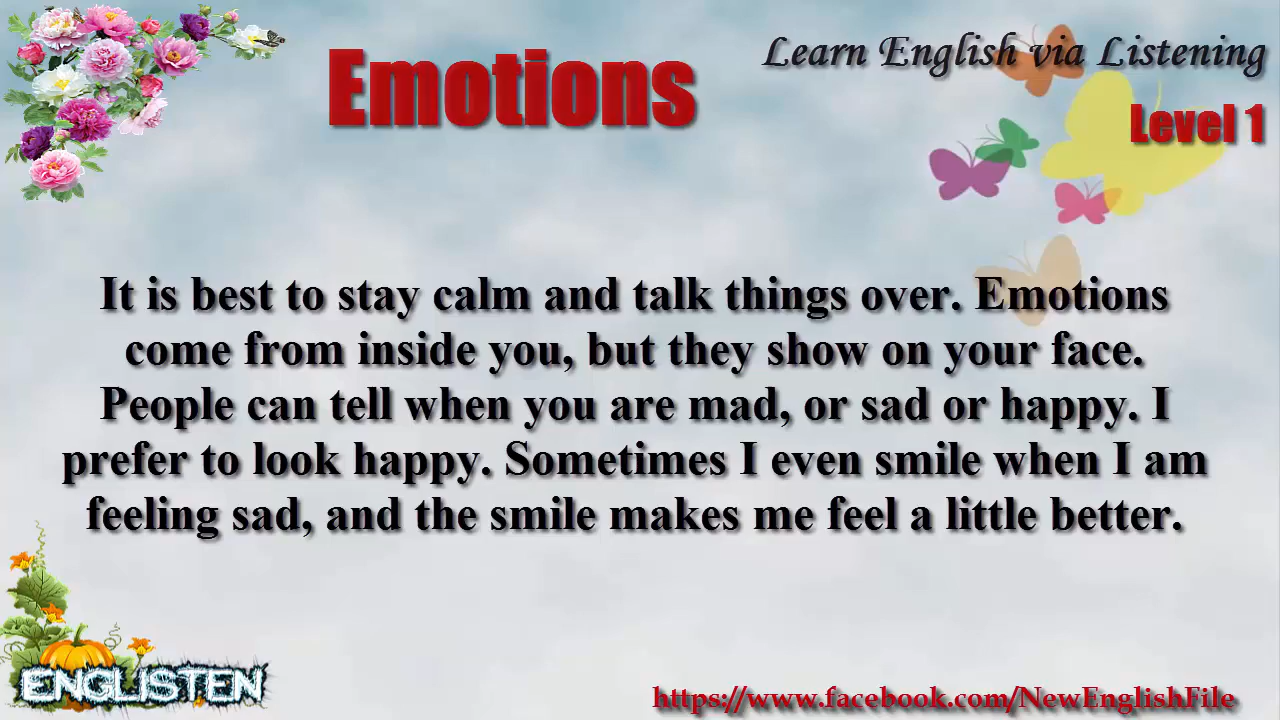 Emotions
Learn English via Listening
Level 1
It is best to stay calm and talk things over. Emotions
come from inside you, but they show on your face.
People can tell when you are mad, or sad or happy. I
prefer to look happy. Sometimes I even smile when I am
feeling sad, and the smile makes me feel a little better.
ENGLISTEN
https://www.facebook.com/NewEnglishFile